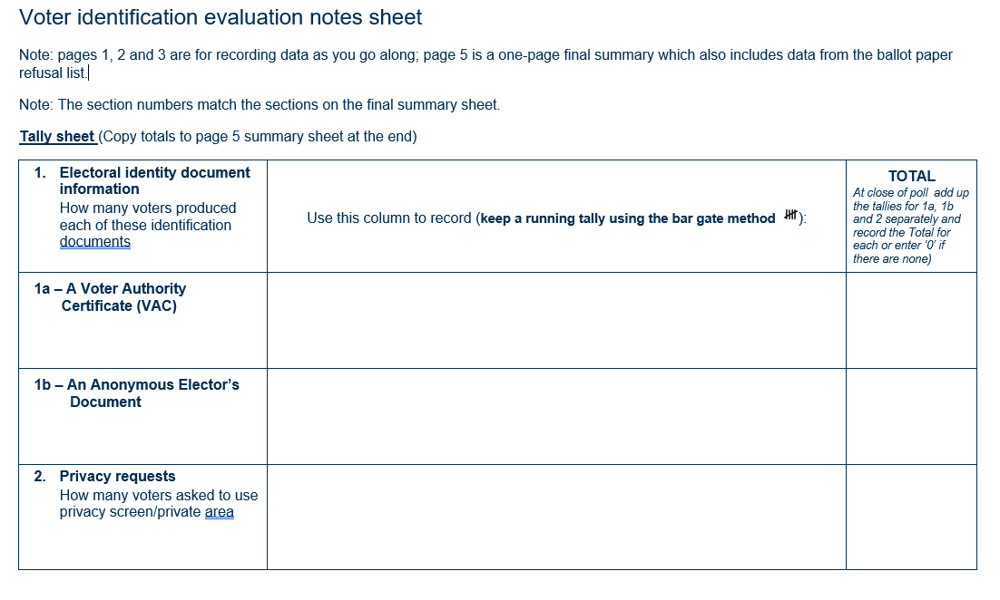 Voter identification evaluation notes sheet
Note: pages 1, 2 and 3 are for recording data as you go along; page 5 is a one-page final summary which also includes data from the ballot paper
refusal list.
Note: The section numbers match the sections on the final summary sheet.
Tally sheet (Copy totals to page 5 summary sheet at the end)
1. Electoral identity document
information
How many voters produced
each of these identification
documents
Use this column to record (keep a running tally using the bar gate method ):
TOTAL
At close of poll add up
the tallies for 1a, 1b
and 2 separately and
record the Total for
each or enter ‘0’ if
there are none)
1a – A Voter Authority
Certificate (VAC)
1b – An Anonymous Elector’s
Document
2. Privacy requests
How many voters asked to use
privacy screen/private area